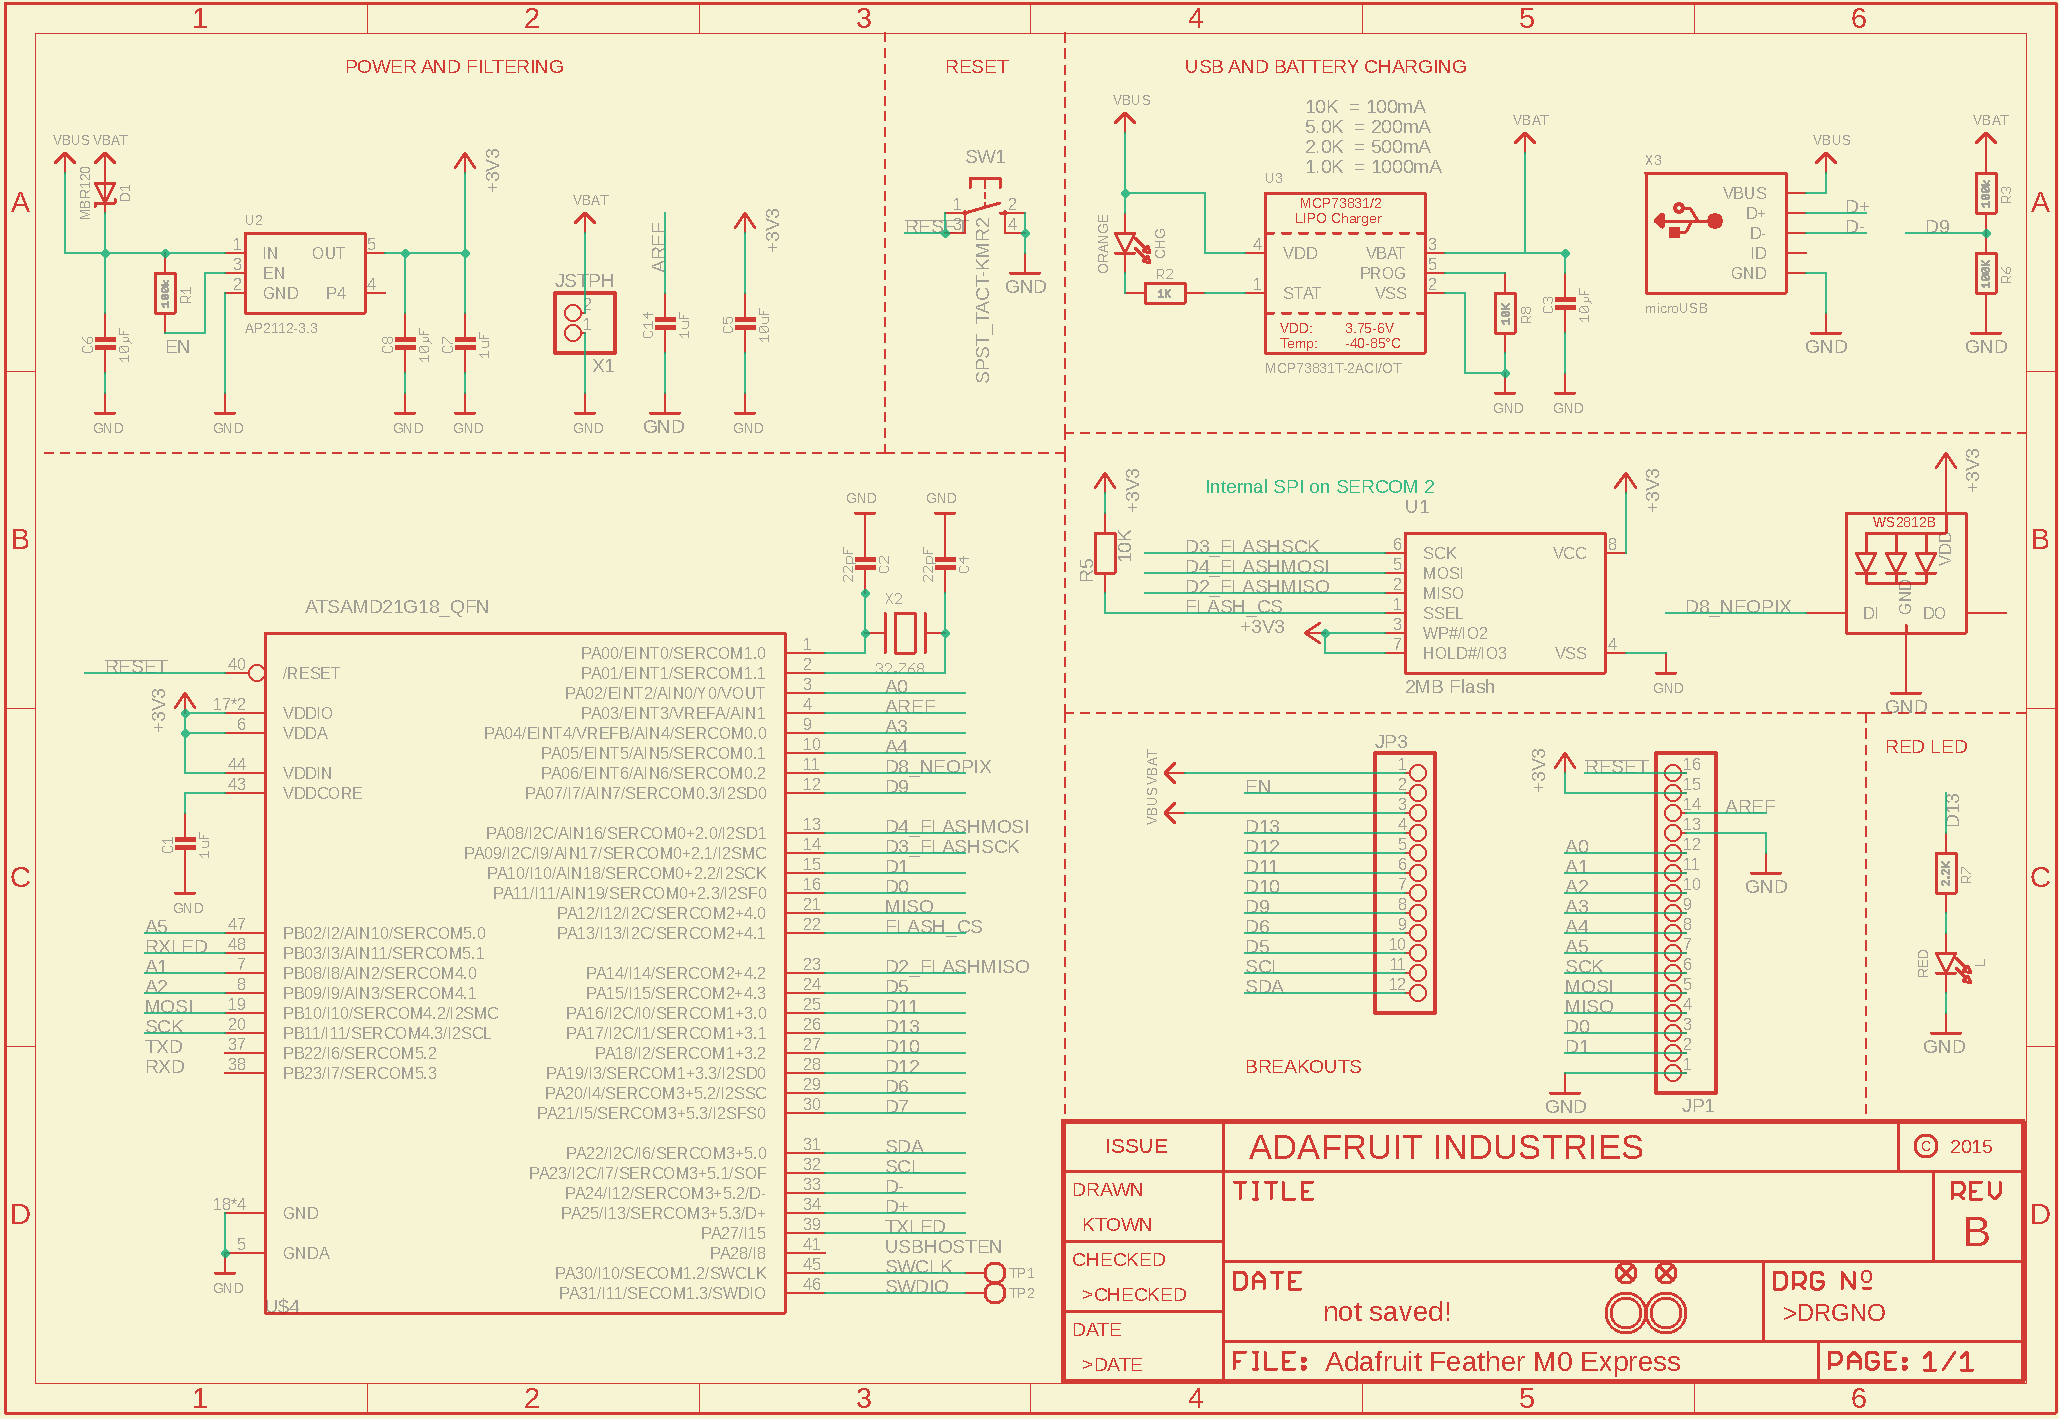 1 2 3 4 5 6
POWER AND FILTERING
RESET
USB AND BATTERY CHARGING
A
VBUS VBAT
MBR120
D1
U2
1 IN OUT 5
3 EN
2 GND P4 4
AP2112-3.3
100k
R1
EN
C6
10µF
GND
GND
C8
10µF
GND
C7
1uF
GND
+3V3
VBAT
JSTPH
2
1
X1
GND
AREF
C14
1uF
GND
+3V3
C5
10uF
GND
SW1
1 2
3 4
RESET
SPST_TACT-KMR2
GND
VBUS
10K = 100mA
5.0K = 200mA
2.0K = 500mA
1.0K = 1000mA
U3
MCP73831/2
LIPO Charger
4 VDD VBAT 3
PROG 5
1 STAT VSS 2
VDD: 3.75-6V
Temp: -40-85°C
MCP73831T-2ACI/OT
ORANGE
CHG
R2
1K
VBAT
10K
R8
GND
C3
10µF
GND
X3
VBUS
D+
D-
ID
GND
microUSB
VBUS
D+
D-
GND
VBAT
100k
R3
D9
100K
R6
GND
A
B
ATSAMD21G18_QFN
GND GND
22pF
C2
22pF
C4
X2
32.768
RESET 40 /RESET
+3V3
17*2 VDDIO
6 VDDA
44 VDDIN
43 VDDCORE
C1
1uF
GND
A5 47 PB02/I2/AIN10/SERCOM5.0
RXLED 48 PB03/I3/AIN11/SERCOM5.1
A1 7 PB08/I8/AIN2/SERCOM4.0
A2 8 PB09/I9/AIN3/SERCOM4.1
MOSI 19 PB10/I10/SERCOM4.2/I2SMC
SCK 20 PB11/I11/SERCOM4.3/I2SCL
TXD 37 PB22/I6/SERCOM5.2
RXD 38 PB23/I7/SERCOM5.3
18*4 GND
5 GNDA
GND
U$4
PA00/EINT0/SERCOM1.0 1
PA01/EINT1/SERCOM1.1 2
PA02/EINT2/AIN0/Y0/VOUT 3 A0
PA03/EINT3/VREFA/AIN1 4 AREF
PA04/EINT4/VREFB/AIN4/SERCOM0.0 9 A3
PA05/EINT5/AIN5/SERCOM0.1 10 A4
PA06/EINT6/AIN6/SERCOM0.2 11 D8_NEOPIX
PA07/I7/AIN7/SERCOM0.3/I2SD0 12 D9
PA08/I2C/AIN16/SERCOM0+2.0/I2SD1 13 D4_FLASHMOSI
PA09/I2C/I9/AIN17/SERCOM0+2.1/I2SMC 14 D3_FLASHSCK
PA10/I10/AIN18/SERCOM0+2.2/I2SCK 15 D1
PA11/I11/AIN19/SERCOM0+2.3/I2SF0 16 D0
PA12/I12/I2C/SERCOM2+4.0 21 MISO
PA13/I13/I2C/SERCOM2+4.1 22 FLASH_CS
PA14/I14/SERCOM2+4.2 23 D2_FLASHMISO
PA15/I15/SERCOM2+4.3 24 D5
PA16/I2C/I0/SERCOM1+3.0 25 D11
PA17/I2C/I1/SERCOM1+3.1 26 D13
PA18/I2/SERCOM1+3.2 27 D10
PA19/I3/SERCOM1+3.3/I2SD0 28 D12
PA20/I4/SERCOM3+5.2/I2SSC 29 D6
PA21/I5/SERCOM3+5.3/I2SFS0 30 D7
PA22/I2C/I6/SERCOM3+5.0 31 SDA
PA23/I2C/I7/SERCOM3+5.1/SOF 32 SCL
PA24/I12/SERCOM3+5.2/D- 33 D-
PA25/I13/SERCOM3+5.3/D+ 34 D+
PA27/I15 39 TXLED
PA28/I8 41 USBHOSTEN
PA30/I10/SECOM1.2/SWCLK 45 SWCLK TP1
PA31/I11/SECOM1.3/SWDIO 46 SWDIO TP2
+3V3
R5
10K
Internal SPI on SERCOM 2
U1
D3_FLASHSCK 6 SCK VCC 8
D4_FLASHMOSI 5 MOSI
D2_FLASHMISO 2 MISO
FLASH_CS 1 SSEL
+3V3 3 WP#/IO2
7 HOLD#/IO3 VSS 4
2MB Flash
+3V3
GND
+3V3
WS2812B
VDD
GND
D8_NEOPIX DI DO
GND
B
C
JP3
VBAT 1
EN 2
VBUS 3
D13 4
D12 5
D11 6
D10 7
D9 8
D6 9
D5 10
SCL 11
SDA 12
BREAKOUTS
+3V3
RESET 16
15
14 AREF
13
GND
A0 12
A1 11
A2 10
A3 9
A4 8
A5 7
SCK 6
MOSI 5
MISO 4
D0 3
D1 2
1
GND
JP1
RED LED
D13
2.2K
R7
RED
L
GND
C
D
ISSUE
ADAFRUIT INDUSTRIES
© 2015
DRAWN
KTOWN
TITLE
REV
B
CHECKED
>CHECKED
DATE
not saved!
DRG Nº
>DRGNO
DATE
>DATE
FILE: Adafruit Feather M0 Express
PAGE: 1/1
D
1 2 3 4 5 6